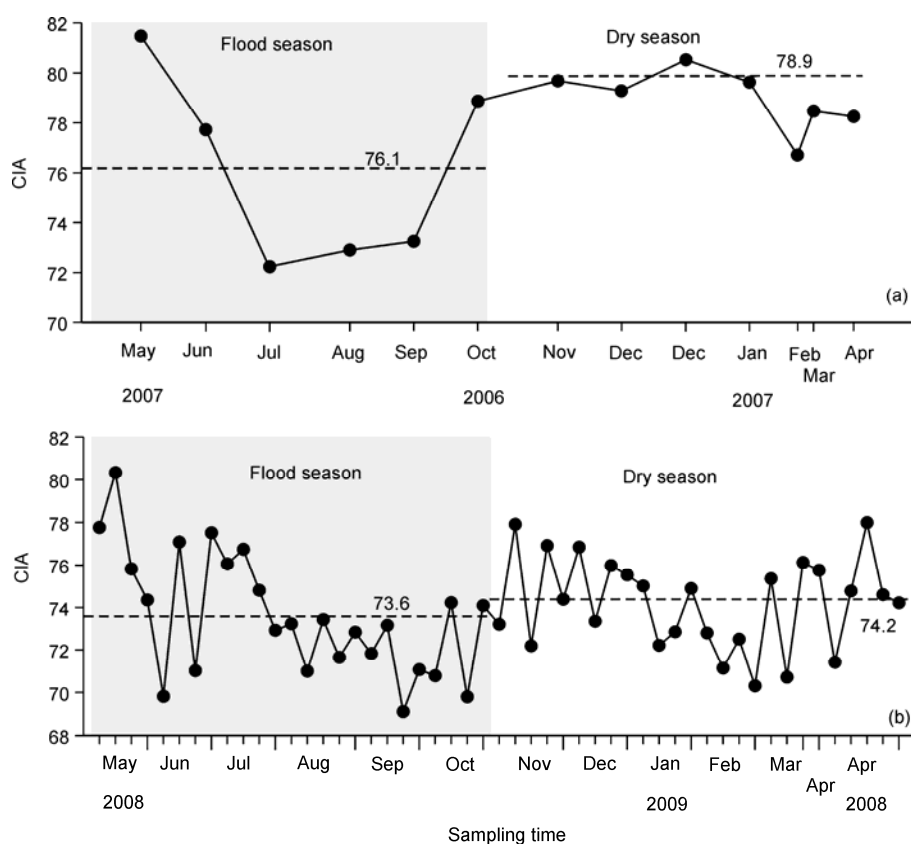 82
80
78
76
74
72
70
CIA
Flood season
Dry season
76.1
78.9
(a)
May Jun Jul Aug Sep Oct Nov Dec Dec Jan Feb Mar Apr
2007 2006 2007
82
80
78
76
74
72
70
68
CIA
Flood season
Dry season
73.6
74.2
(b)
May Jun Jul Aug Sep Oct Nov Dec Jan Feb Mar Apr Apr
2008 2009 2008
Sampling time